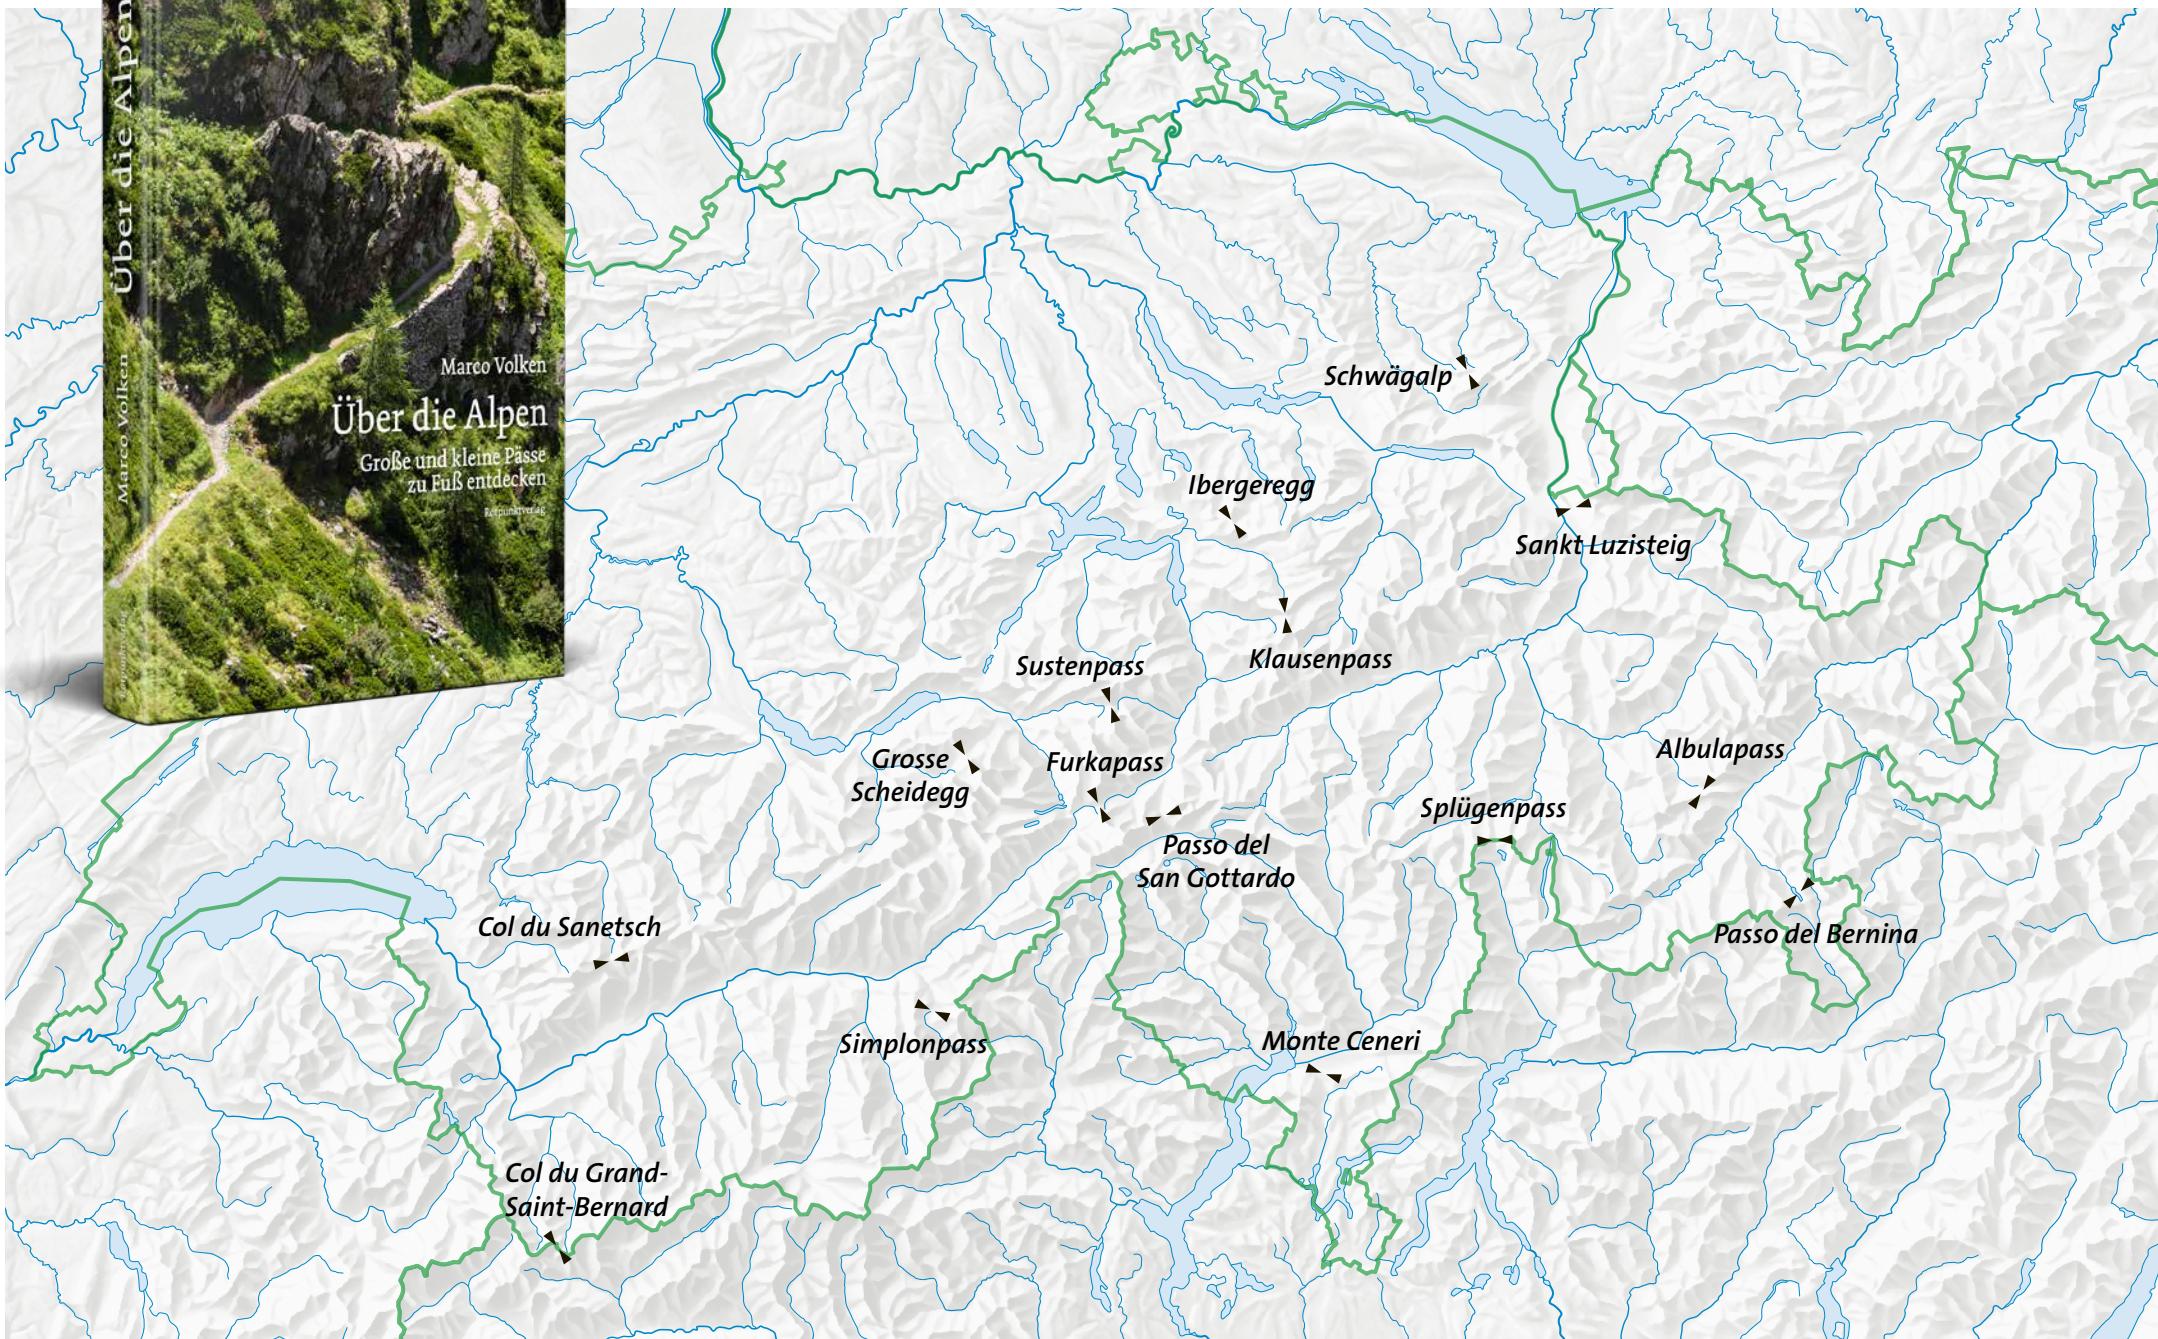 Über die Alpen
Marco Volken
Marco Volken
Über die Alpen
Große und kleine Pässe
zu Fuß entdecken
Rotpunktverlag
Schwägalp
Ibergeregg
Sankt Luzisteig
Klausenpass
Sustenpass
Grosse
Scheidegg
Furkapass
Albulapass
Splügenpass
Passo del
San Gottardo
Col du Sanetsch
Passo del Bernina
Simplonpass
Monte Ceneri
Col du Grand-
Saint-Bernard